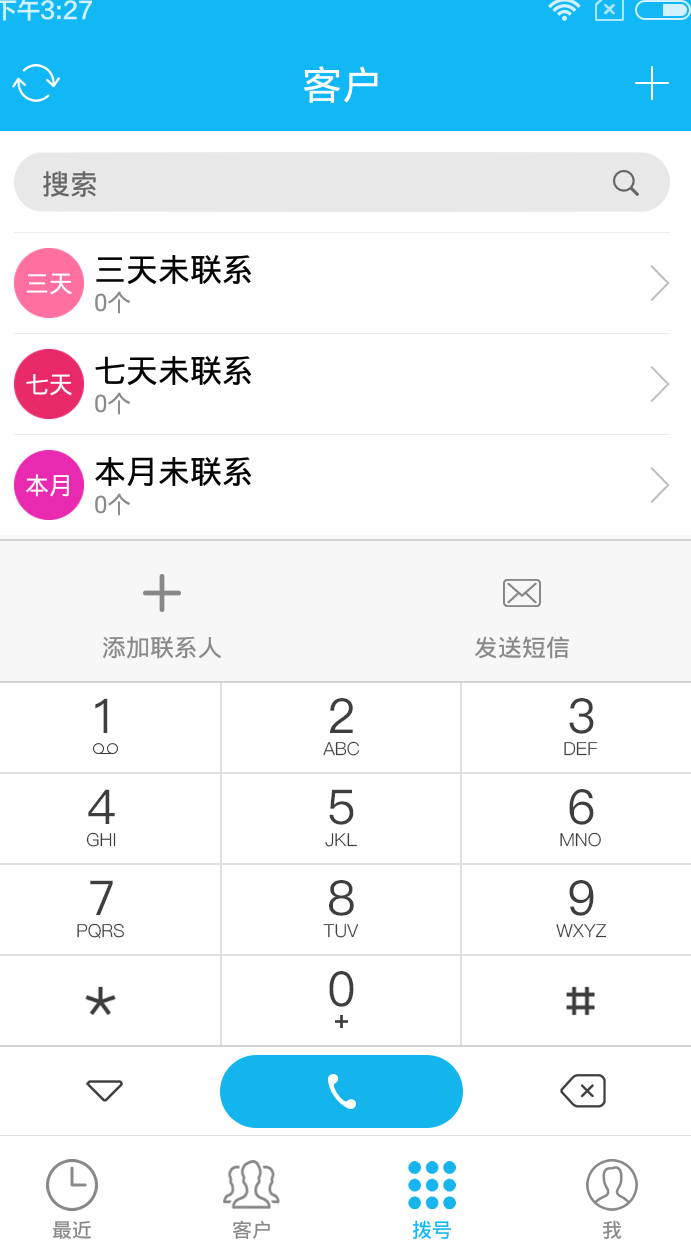 下午3:27
客户
搜索
三天 三天未联系
0个
七天 七天未联系
0个
本月 本月未联系
0个
添加联系人 发送短信
1 2 3
ABC DEF
4 5 6
GHI JKL MNO
7 8 9
PQRS TUV WXYZ
* 0 #
+
最近 客户 拨号 我